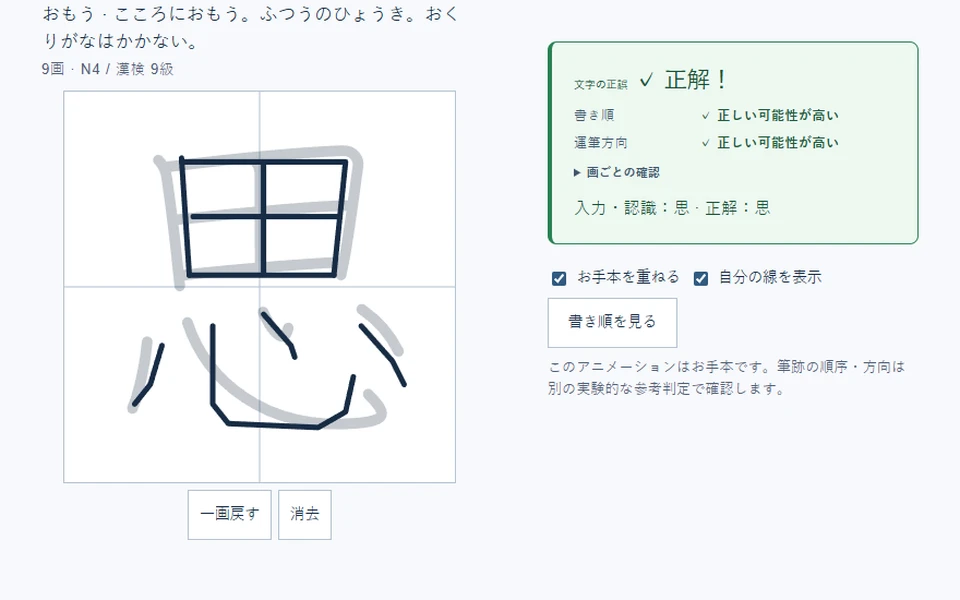 おもう · こころにおもう。ふつうのひょうき。おく
りがなはかかない。
9画 · N4 / 漢検 9級
思
一画戻す
消去
文字の正誤 ✓ 正解！
書き順 ✓ 正しい可能性が高い
運筆方向 ✓ 正しい可能性が高い
▶ 画ごとの確認
入力・認識：思 · 正解：思
お手本を重ねる
自分の線を表示
書き順を見る
このアニメーションはお手本です。筆跡の順序・方向は
別の実験的な参考判定で確認します。